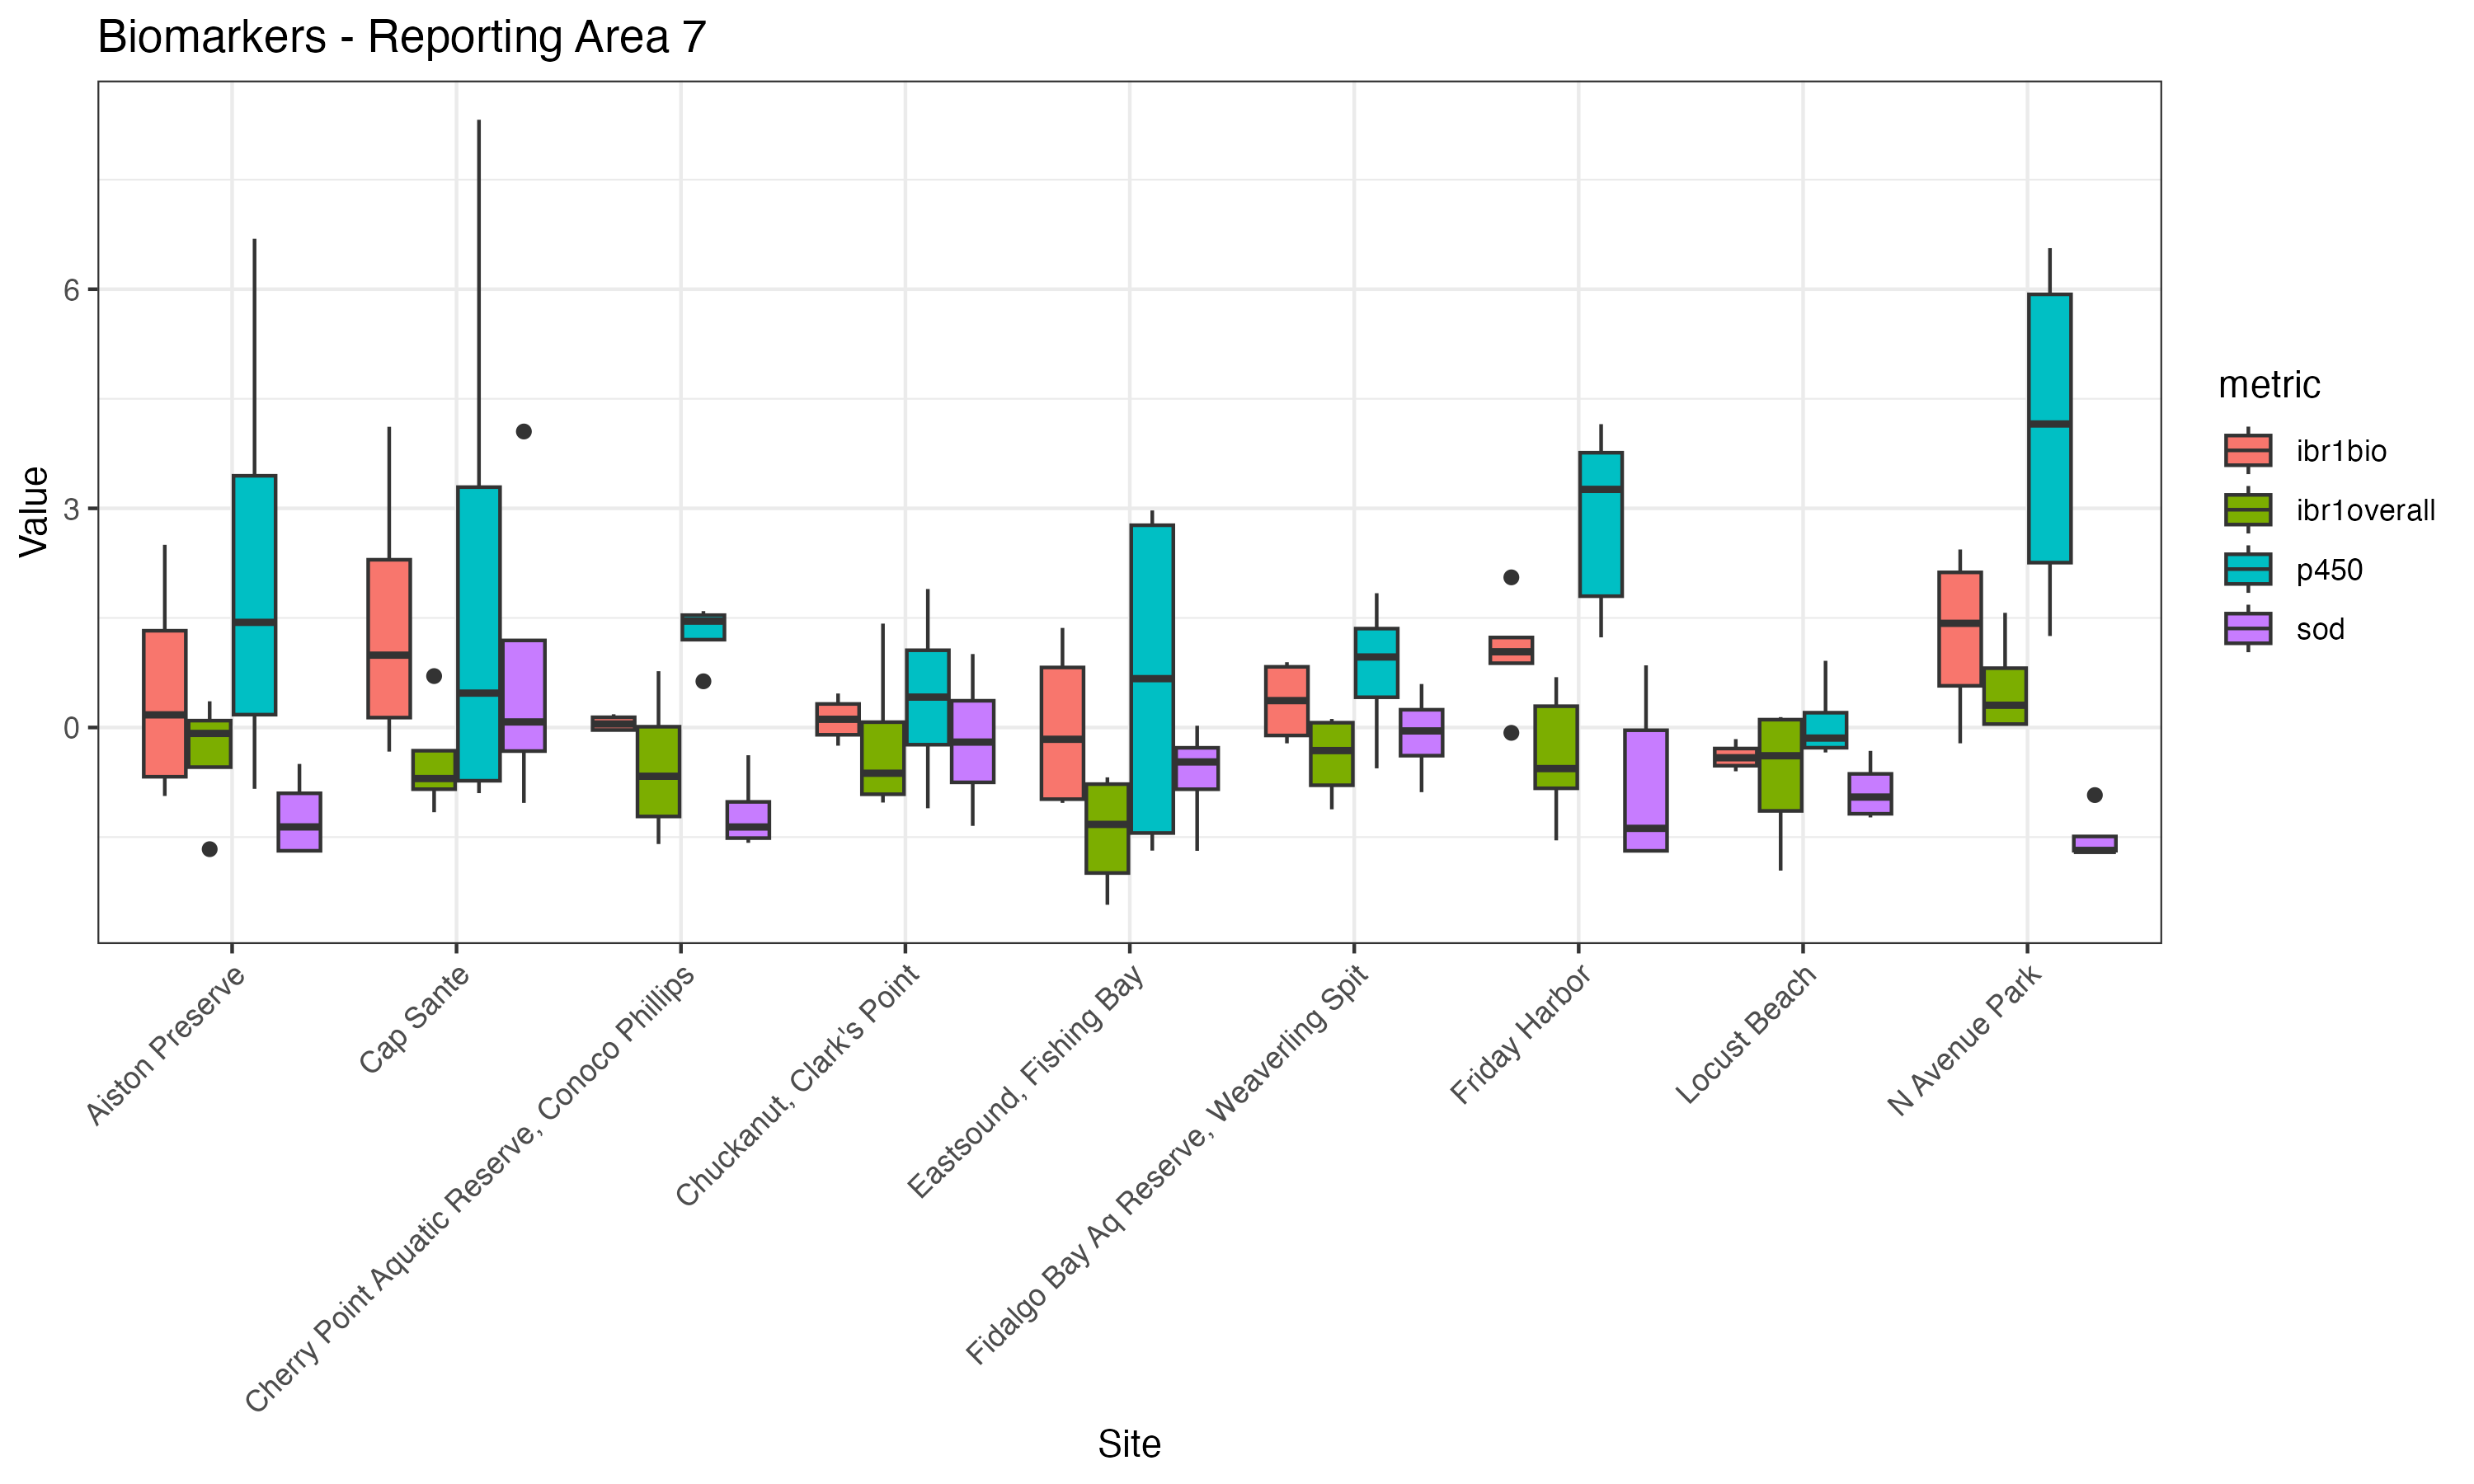 Biomarkers - Reporting Area 7
Value
6
3
0
Aiston Preserve
Cap Sante
Cherry Point Aquatic Reserve, Conoco Phillips
Chuckanut, Clark's Point
Eastsound, Fishing Bay
Fidalgo Bay Aq Reserve, Weaverling Spit
Friday Harbor
Locust Beach
N Avenue Park
Site
metric
ibr1bio
ibr1overall
p450
sod